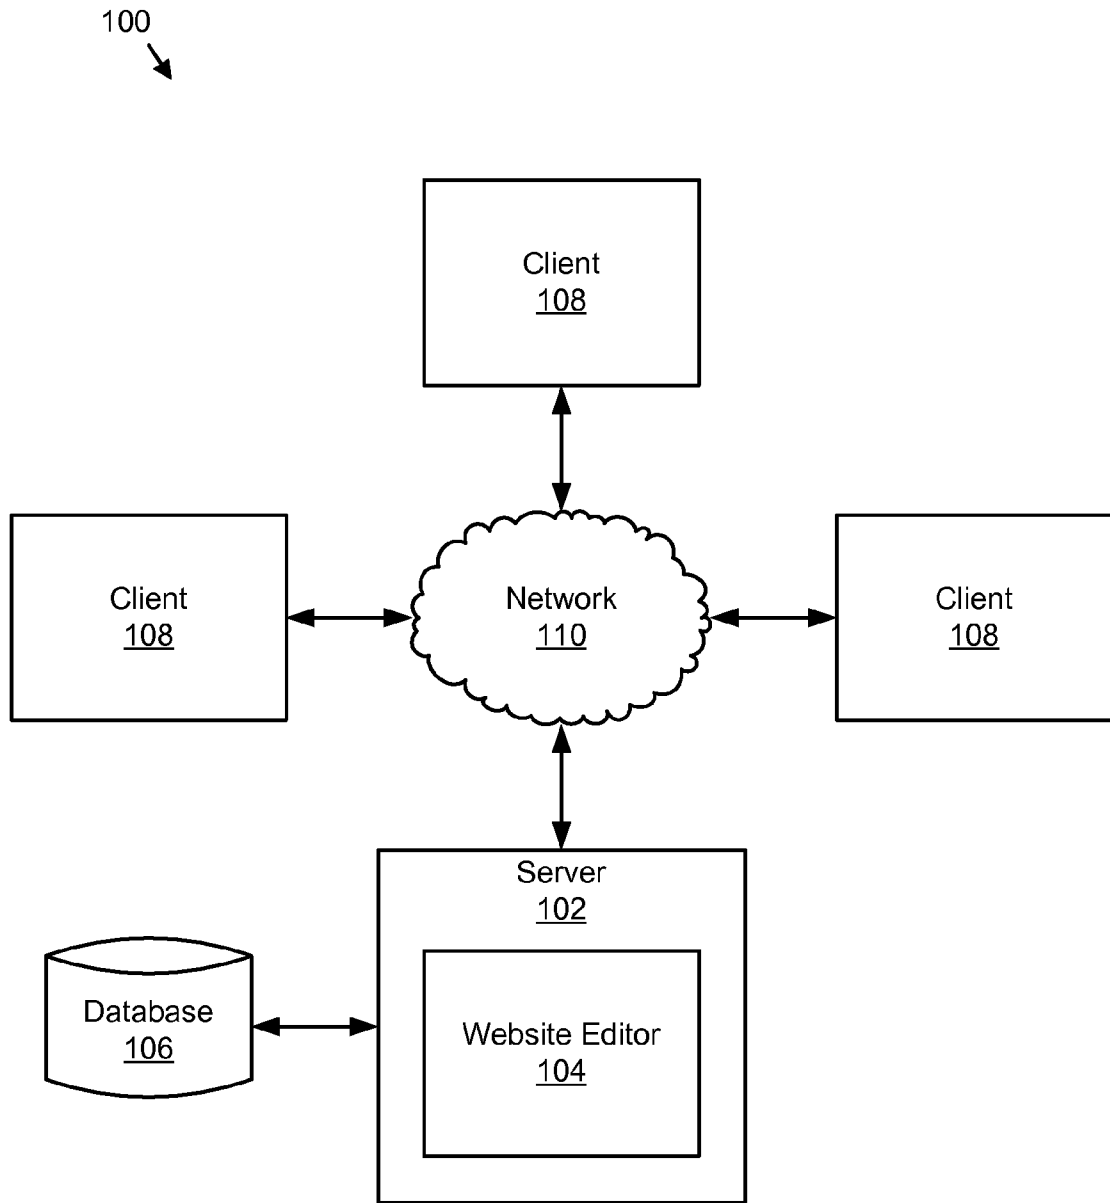 100
Client
108
Client
108
Network
110
Client
108
Server
102
Database
106
Website Editor
104